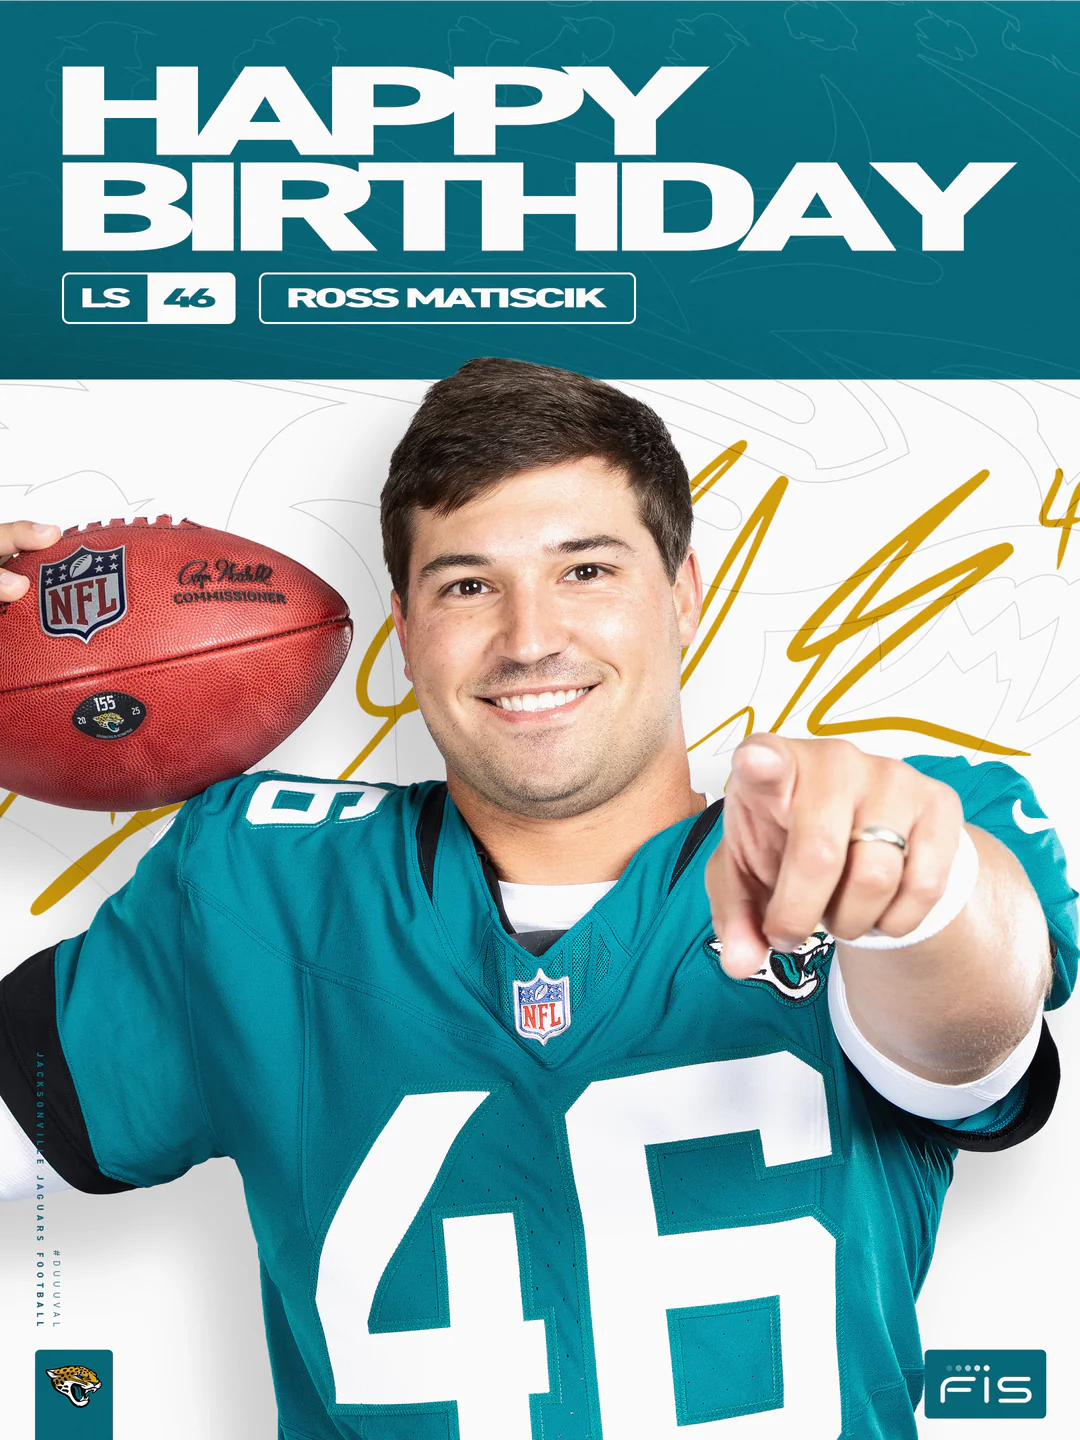 HAPPY
BIRTHDAY
LS 46 ROSS MATISCIK
4
NFL
COMMISSIONER
155
20 25
46
NFL
46
JACKSONVILLE JAGUARS FOOTBALL
#DUUUVAL
FIS